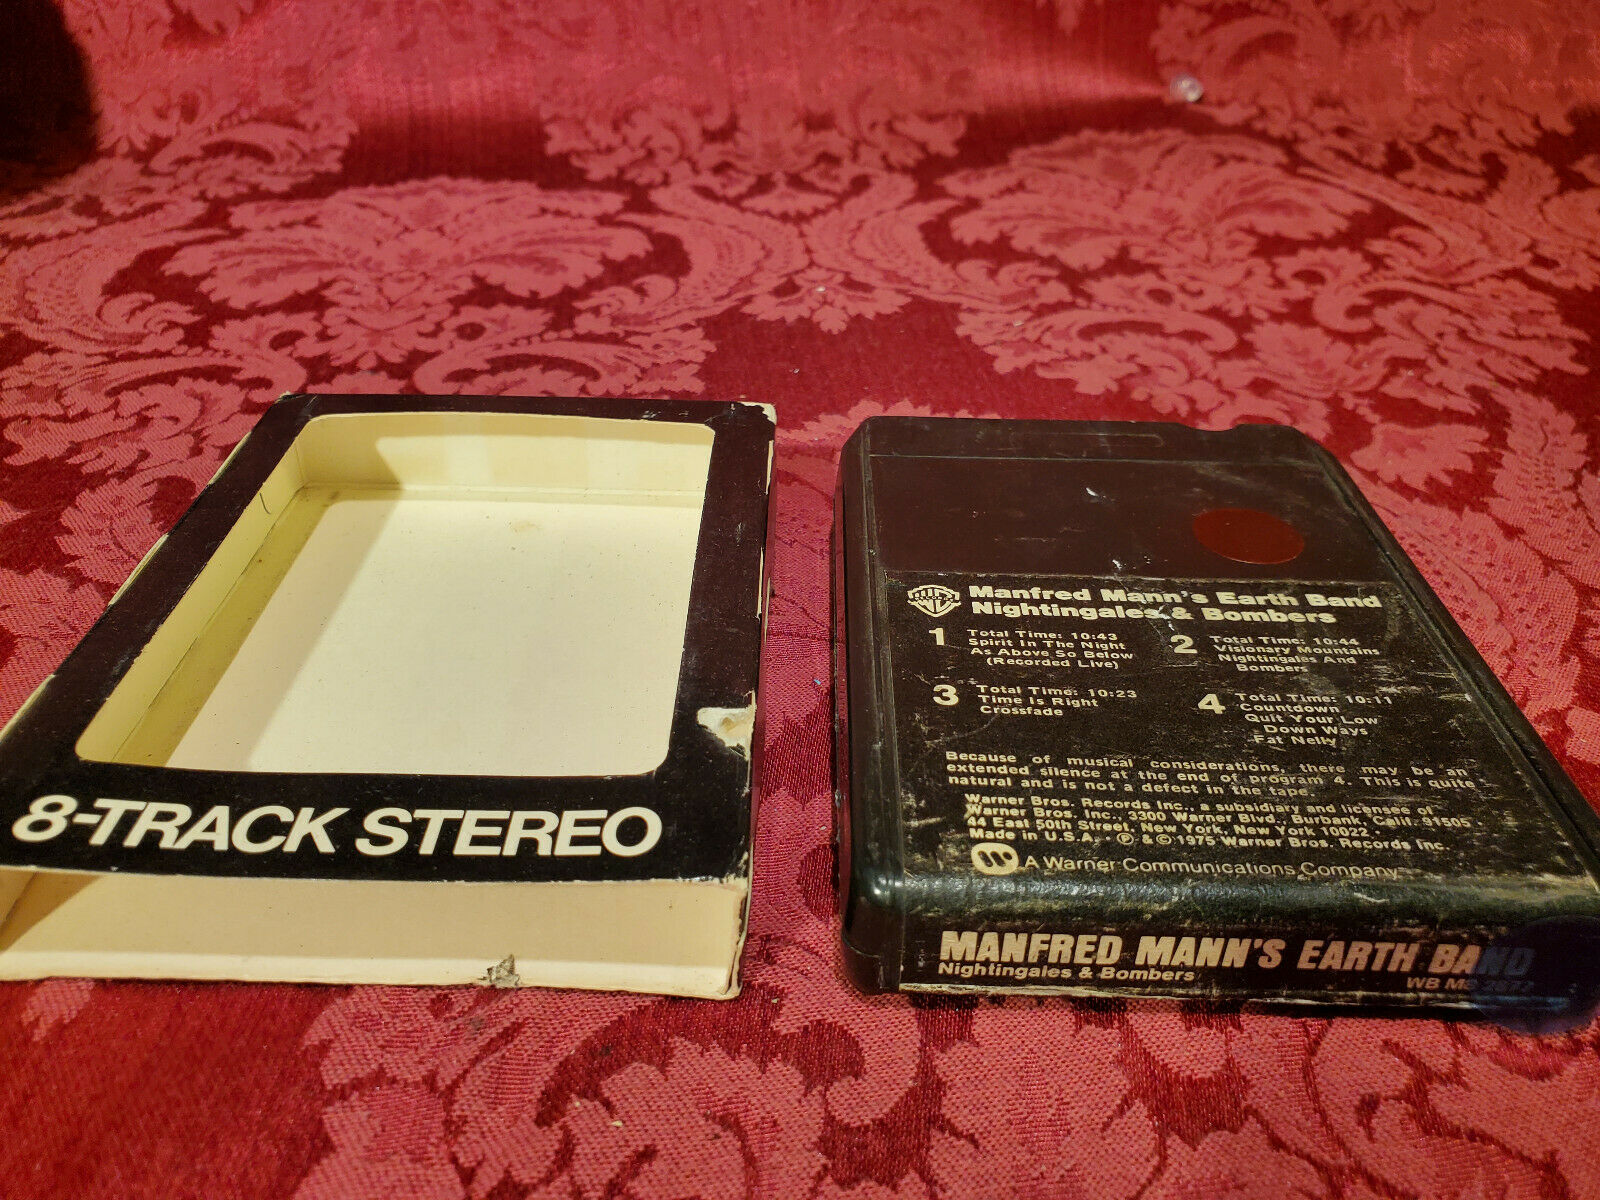 8-TRACK STEREO
Manfred Mann's Earth Band
Nightingales & Bombers
1 Total Time: 10:43
Spirit In The Night
As Above So Below
(Recorded Live)
2 Total Time: 10:44
Visionary Mountains
Nightingales And
Bombers
3 Total Time: 10:23
Time Is Right
Crossfade
4 Total Time: 10:11
Countdown
Quit Your Low
Down Ways
Fat Nelly
Because of musical considerations, there may be an
extended silence at the end of program 4. This is quite
natural and is not a defect in the tape.
Warner Bros. Records Inc., a subsidiary and licensee of
Warner Bros. Inc., 3300 Warner Blvd., Burbank, Calif. 91505 •
44 East 50th Street, New York, New York 10022 •
Made in U.S.A. ℗ & © 1975 Warner Bros. Records Inc.
A Warner Communications Company
MANFRED MANN'S EARTH BAND
Nightingales & Bombers
WB